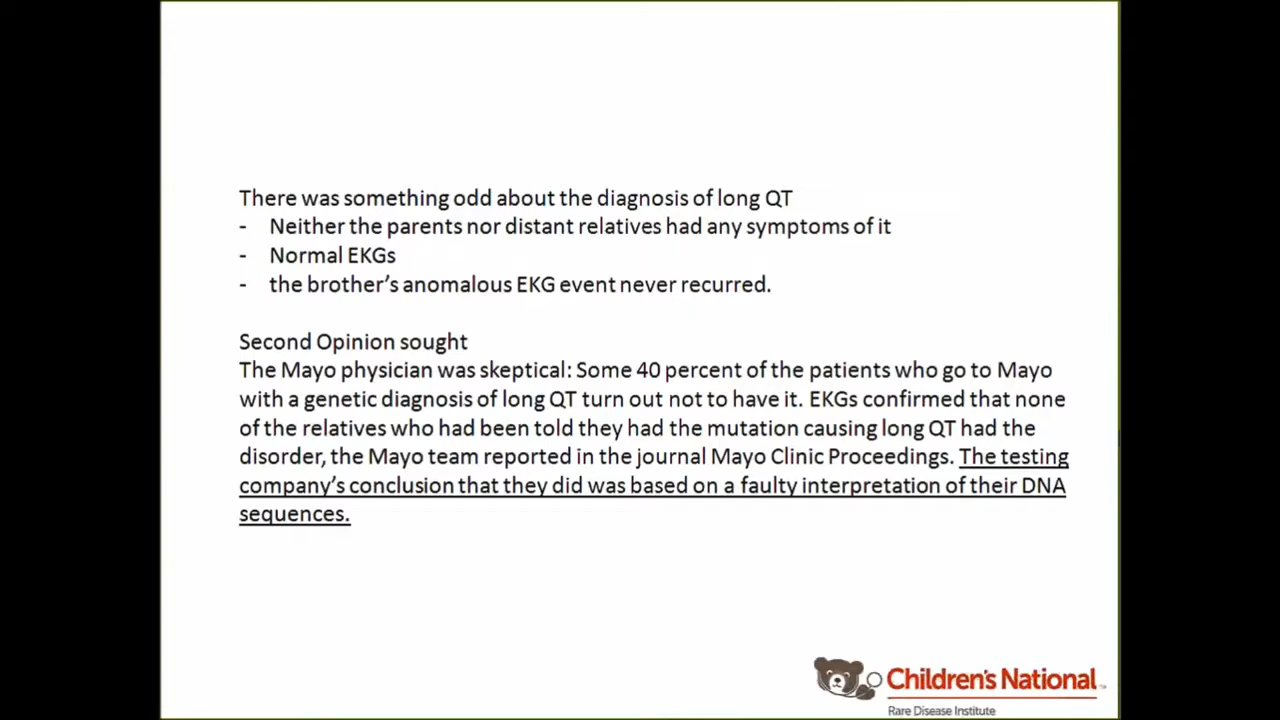 There was something odd about the diagnosis of long QT
- Neither the parents nor distant relatives had any symptoms of it
- Normal EKGs
- the brother's anomalous EKG event never recurred.
Second Opinion sought
The Mayo physician was skeptical: Some 40 percent of the patients who go to Mayo
with a genetic diagnosis of long QT turn out not to have it. EKGs confirmed that none
of the relatives who had been told they had the mutation causing long QT had the
disorder, the Mayo team reported in the journal Mayo Clinic Proceedings. The testing
company's conclusion that they did was based on a faulty interpretation of their DNA
sequences.
Children's National™
Rare Disease Institute